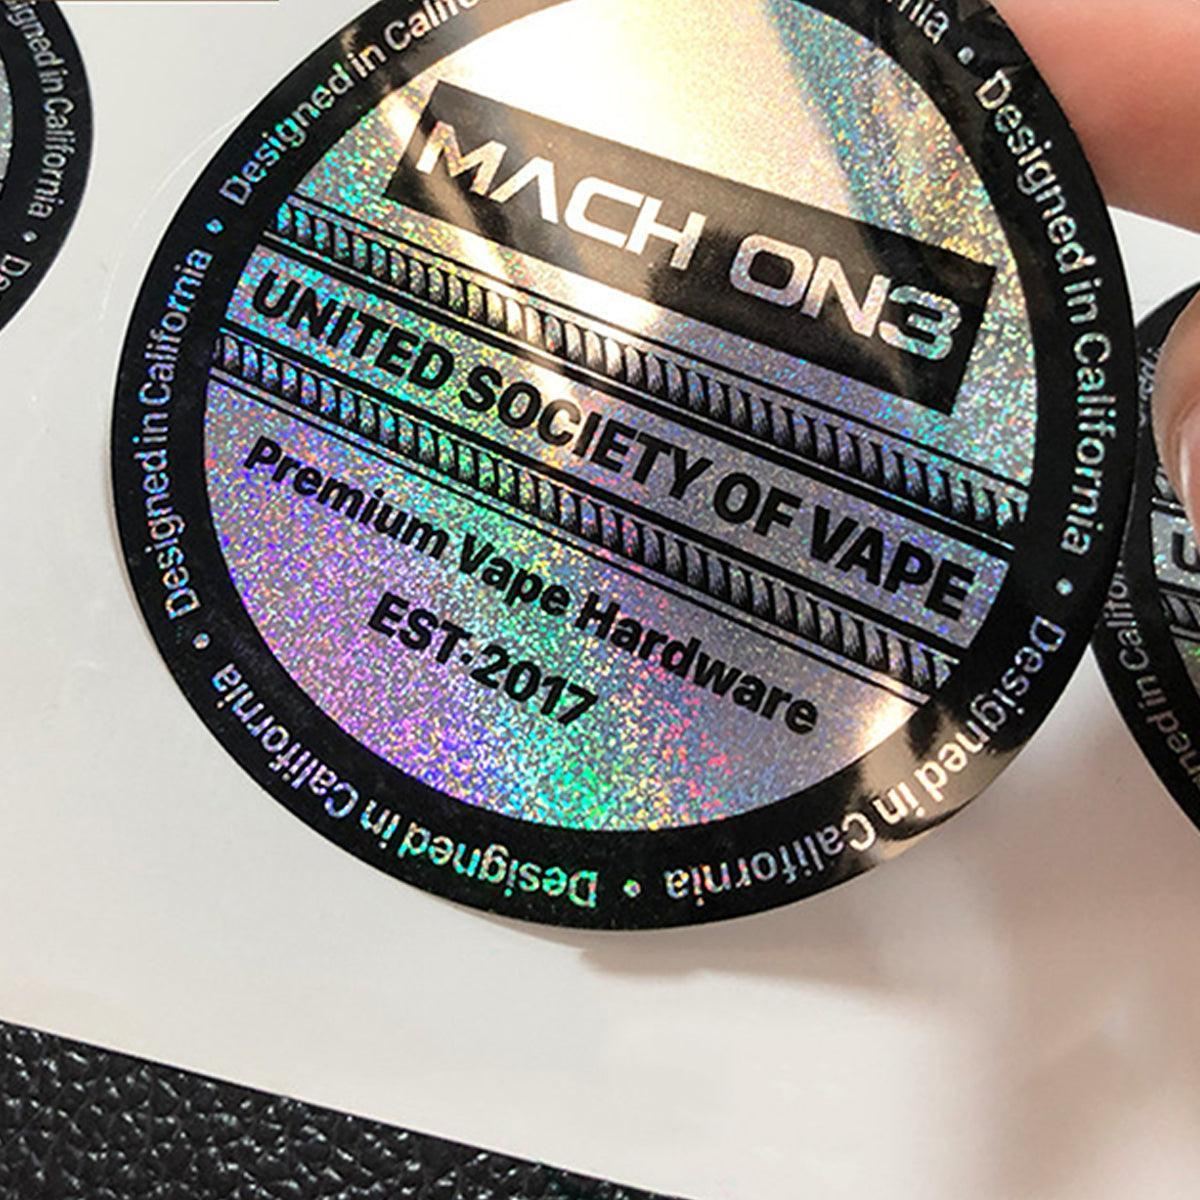 MACH ON3
UNITED SOCIETY OF VAPE
Premium Vape Hardware
EST·2017
Designed in California • Designed in California • Designed in California • Designed in California • Designed in California •
Designed in California